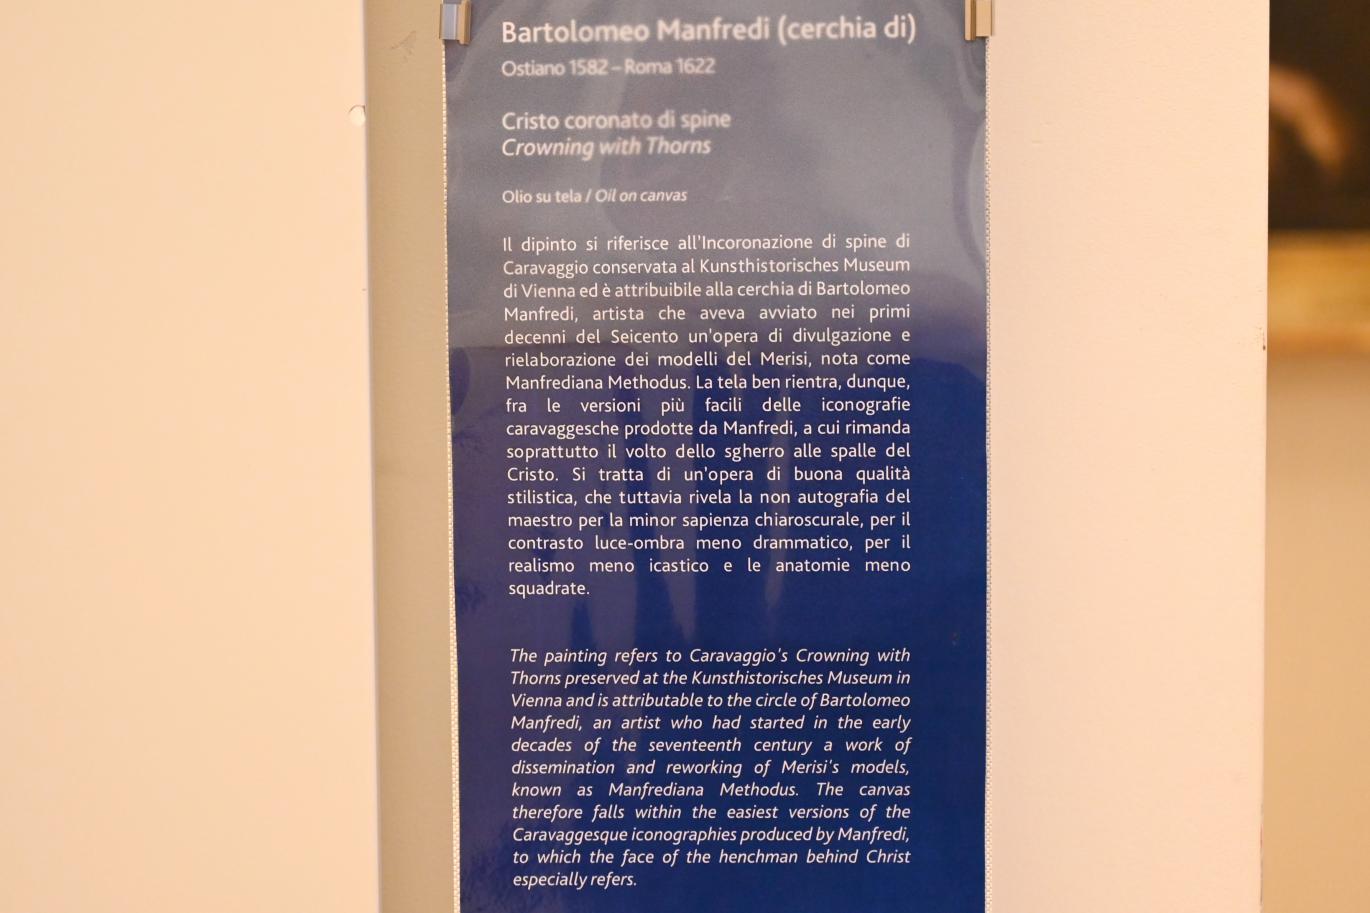 Bartolomeo Manfredi (cerchia di)
Ostiano 1582 – Roma 1622
Cristo coronato di spine
Crowning with Thorns
Olio su tela / Oil on canvas
Il dipinto si riferisce all'Incoronazione di spine di
Caravaggio conservata al Kunsthistorisches Museum
di Vienna ed è attribuibile alla cerchia di Bartolomeo
Manfredi, artista che aveva avviato nei primi
decenni del Seicento un'opera di divulgazione e
rielaborazione dei modelli del Merisi, nota come
Manfrediana Methodus. La tela ben rientra, dunque,
fra le versioni più facili delle iconografie
caravaggesche prodotte da Manfredi, a cui rimanda
soprattutto il volto dello sgherro alle spalle del
Cristo. Si tratta di un'opera di buona qualità
stilistica, che tuttavia rivela la non autografia del
maestro per la minor sapienza chiaroscurale, per il
contrasto luce-ombra meno drammatico, per il
realismo meno icastico e le anatomie meno
squadrate.
The painting refers to Caravaggio's Crowning with
Thorns preserved at the Kunsthistorisches Museum in
Vienna and is attributable to the circle of Bartolomeo
Manfredi, an artist who had started in the early
decades of the seventeenth century a work of
dissemination and reworking of Merisi's models,
known as Manfrediana Methodus. The canvas
therefore falls within the easiest versions of the
Caravaggesque iconographies produced by Manfredi,
to which the face of the henchman behind Christ
especially refers.